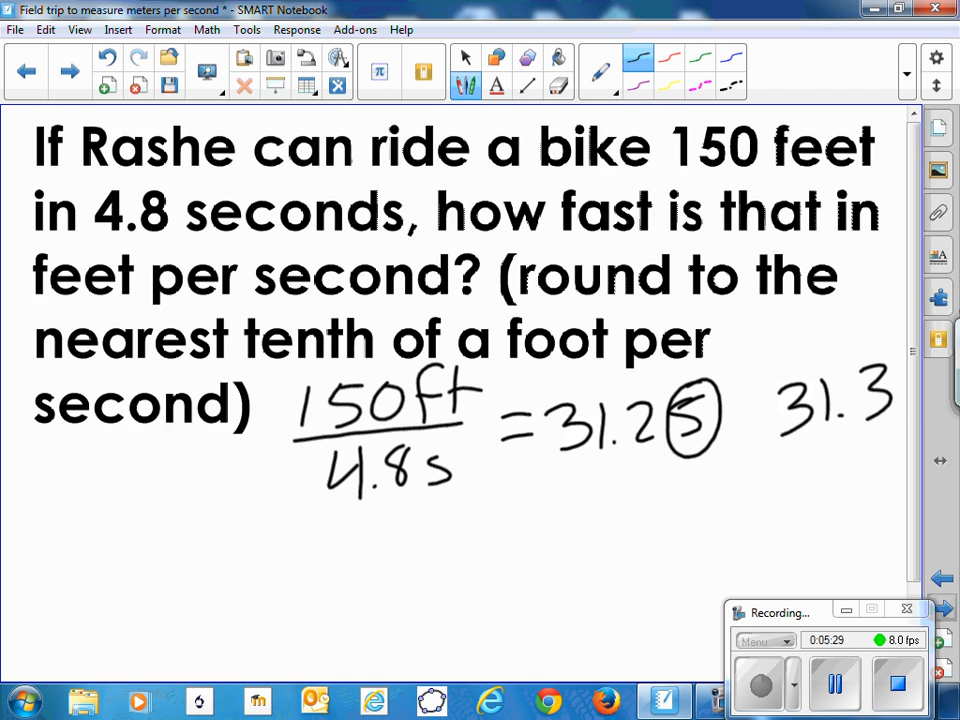 Field trip to measure meters per second * - SMART Notebook
File Edit View Insert Format Math Tools Response Add-ons Help
If Rashe can ride a bike 150 feet
in 4.8 seconds, how fast is that in
feet per second? (round to the
nearest tenth of a foot per
second)
150ft
4.8s
= 31.25
31.3
Recording...
Menu 0:05:29 8.0 fps